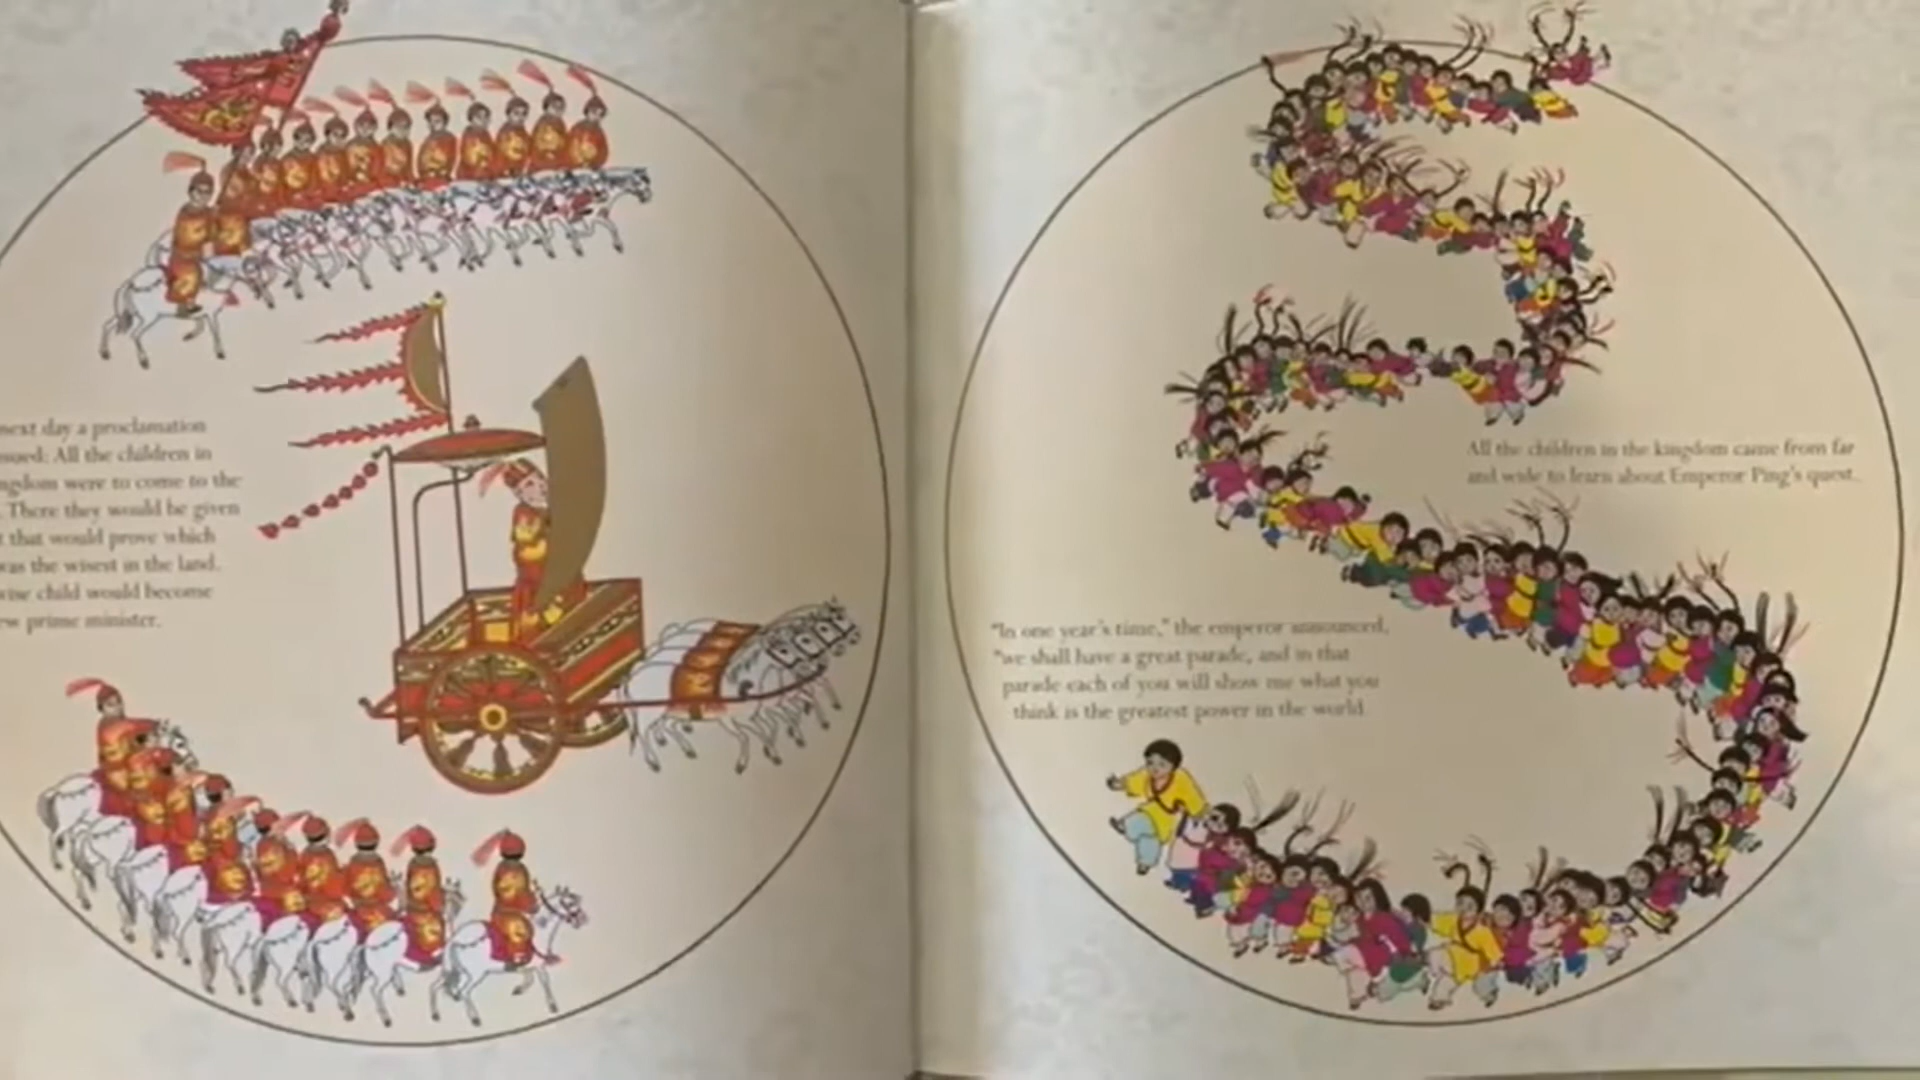 next day a proclamation
sued: All the children in
ngdom were to come to the
. There they would be given
t that would prove which
was the wisest in the land.
wise child would become
ew prime minister.
All the children in the kingdom came from far
and wide to learn about Emperor Ping's quest.
"In one year's time," the emperor announced,
"we shall have a great parade, and in that
parade each of you will show me what you
think is the greatest power in the world.